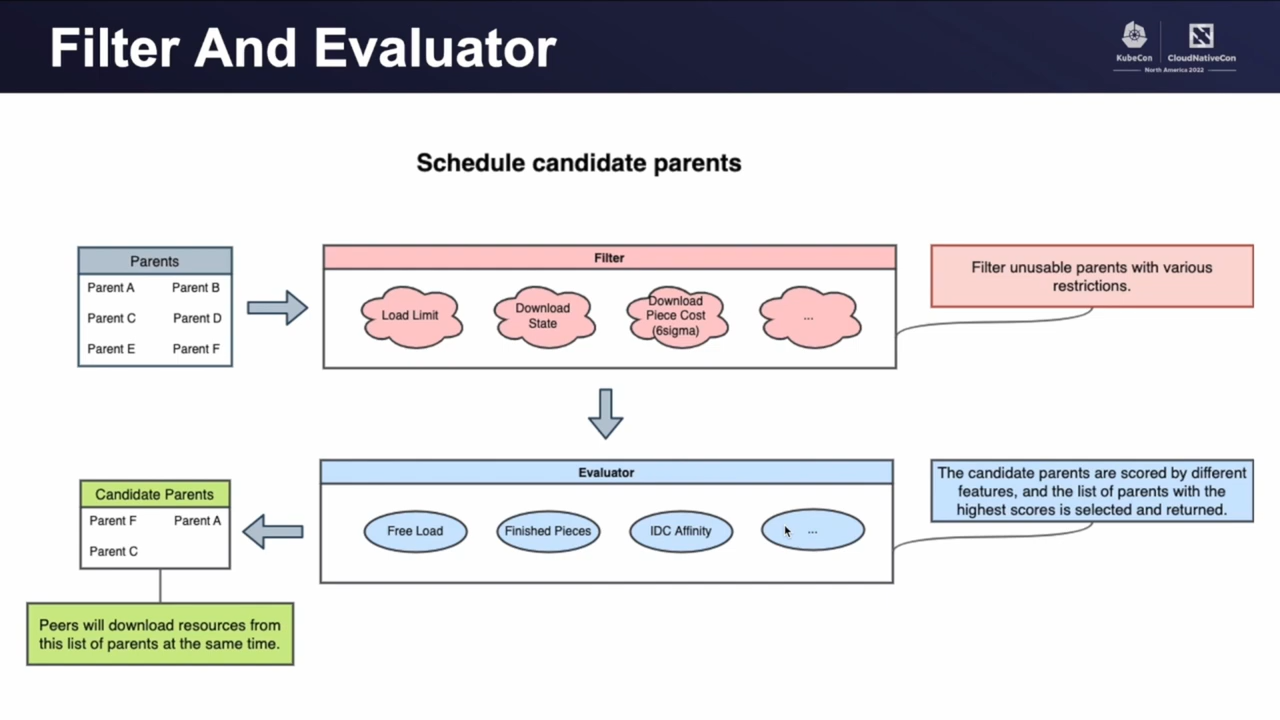 Filter And Evaluator
KubeCon
CloudNativeCon
North America 2022
Schedule candidate parents
Parents
Parent A Parent B
Parent C Parent D
Parent E Parent F
Filter
Load Limit
Download
State
Download
Piece Cost
(6sigma)
...
Filter unusable parents with various
restrictions.
Evaluator
Free Load
Finished Pieces
IDC Affinity
...
The candidate parents are scored by different
features, and the list of parents with the
highest scores is selected and returned.
Candidate Parents
Parent F Parent A
Parent C
Peers will download resources from
this list of parents at the same time.